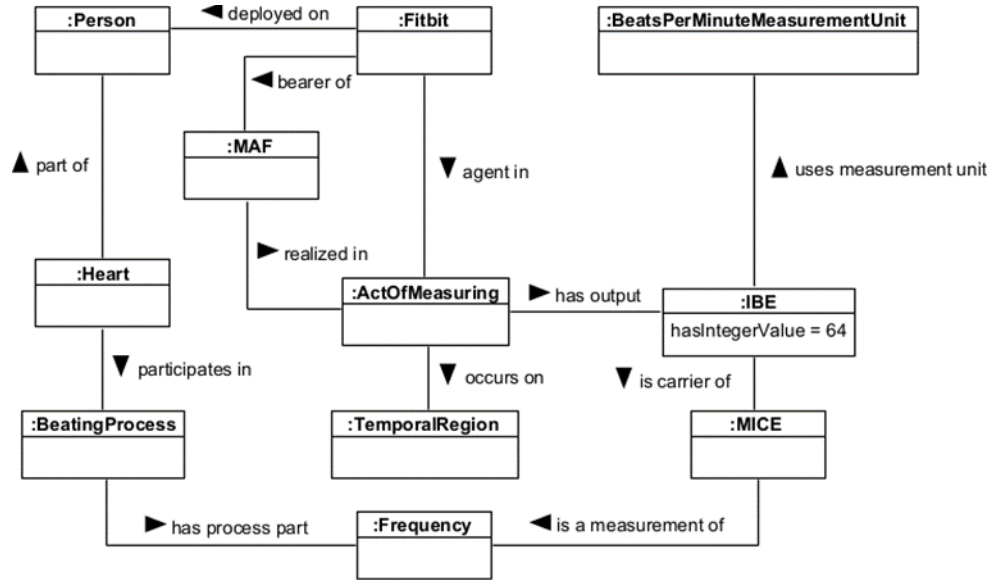 :Person
deployed on
:Fitbit
:BeatsPerMinuteMeasurementUnit
bearer of
:MAF
part of
agent in
uses measurement unit
realized in
:Heart
:ActOfMeasuring
has output
:IBE
hasIntegerValue = 64
participates in
occurs on
is carrier of
:BeatingProcess
:TemporalRegion
:MICE
has process part
:Frequency
is a measurement of